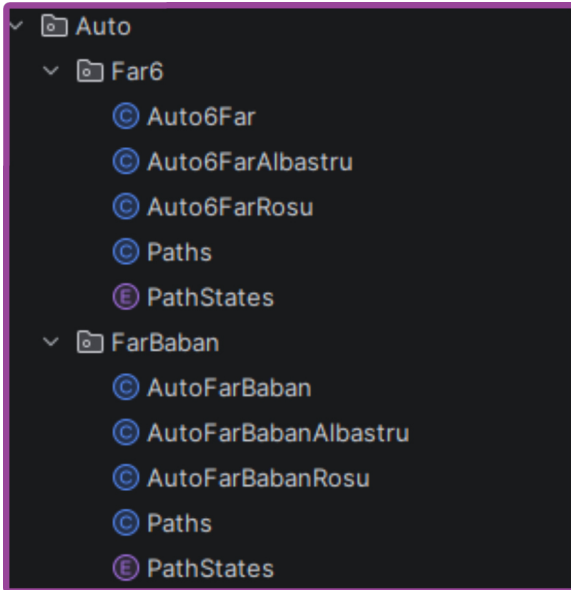 Auto
Far6
Auto6Far
Auto6FarAlbastru
Auto6FarRosu
Paths
PathStates
FarBaban
AutoFarBaban
AutoFarBabanAlbastru
AutoFarBabanRosu
Paths
PathStates